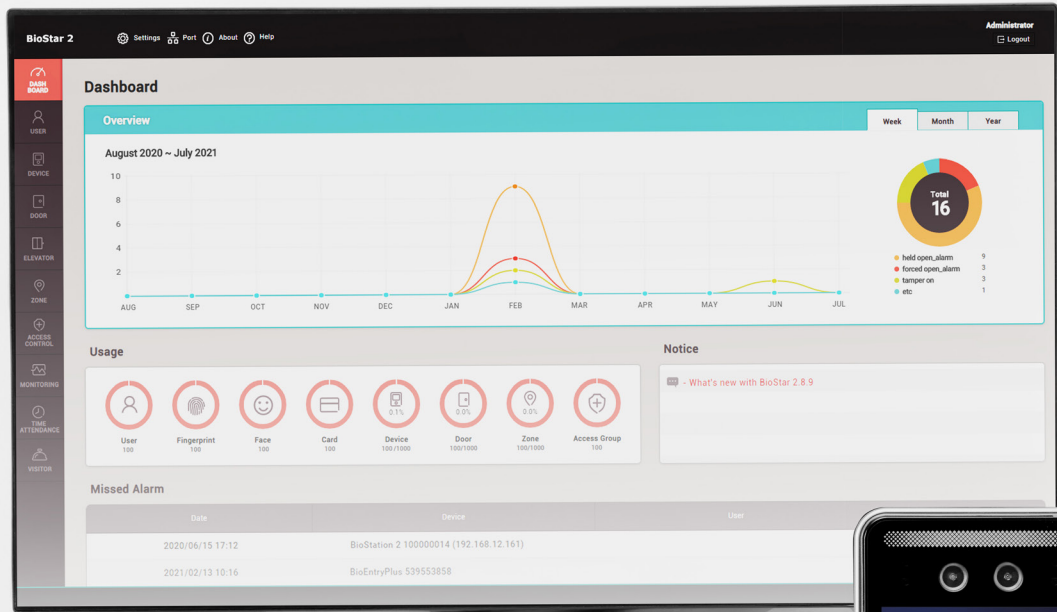 BioStar 2
Settings Port About Help
Administrator
Logout
DASH
BOARD
USER
DEVICE
DOOR
ELEVATOR
ZONE
ACCESS
CONTROL
MONITORING
TIME
ATTENDANCE
VISITOR
Dashboard
Overview
Week Month Year
August 2020 ~ July 2021
10
8
6
4
2
AUG SEP OCT NOV DEC JAN FEB MAR APR MAY JUN JUL
Total
16
held open_alarm 9
forced open_alarm 3
tamper on 3
etc 1
Usage
0.1% 0.0% 0.0%
User Fingerprint Face Card Device Door Zone Access Group
100 100 100 100 100/1000 100/1000 100/1000 100
Notice
- What's new with BioStar 2.8.9
Missed Alarm
Date Device User
2020/06/15 17:12 BioStation 2 100000014 (192.168.12.161)
2021/02/13 10:16 BioEntryPlus 539553858